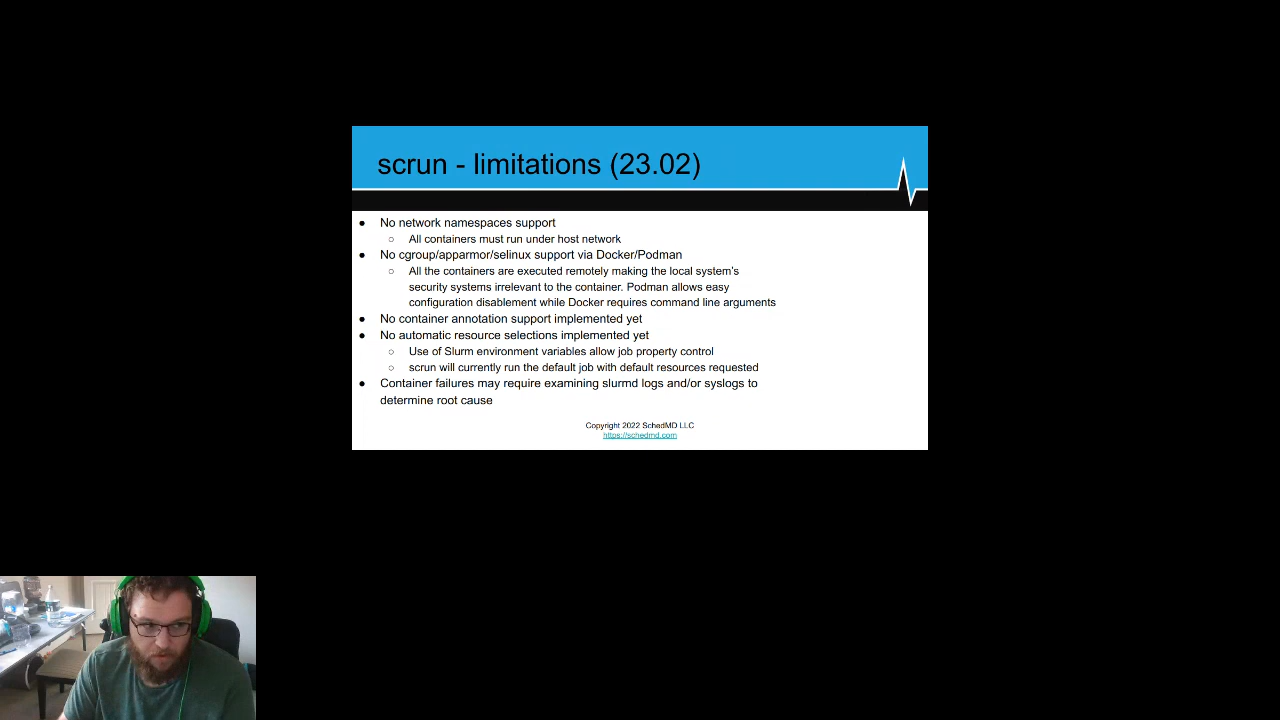 scrun - limitations (23.02)
● No network namespaces support
○ All containers must run under host network
● No cgroup/apparmor/selinux support via Docker/Podman
○ All the containers are executed remotely making the local system's
security systems irrelevant to the container. Podman allows easy
configuration disablement while Docker requires command line arguments
● No container annotation support implemented yet
● No automatic resource selections implemented yet
○ Use of Slurm environment variables allow job property control
○ scrun will currently run the default job with default resources requested
● Container failures may require examining slurmd logs and/or syslogs to
determine root cause
Copyright 2022 SchedMD LLC
https://schedmd.com